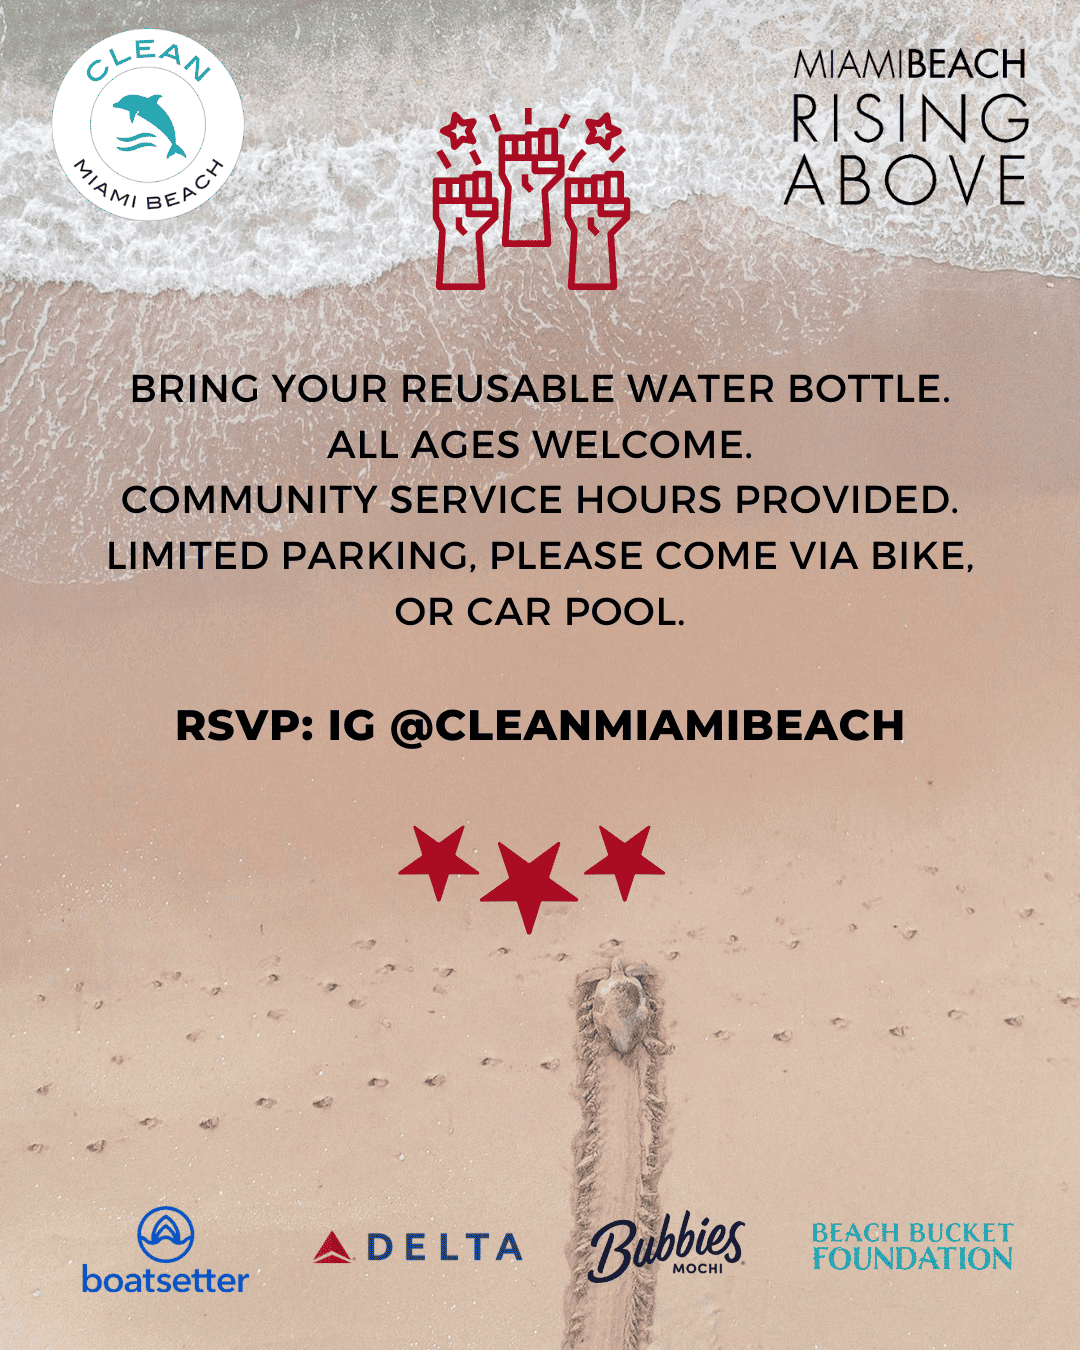 CLEAN
MIAMI BEACH
MIAMIBEACH
RISING
ABOVE
BRING YOUR REUSABLE WATER BOTTLE.
ALL AGES WELCOME.
COMMUNITY SERVICE HOURS PROVIDED.
LIMITED PARKING, PLEASE COME VIA BIKE,
OR CAR POOL.
RSVP: IG @CLEANMIAMIBEACH
boatsetter
DELTA
Bubbies
MOCHI
BEACH BUCKET
FOUNDATION